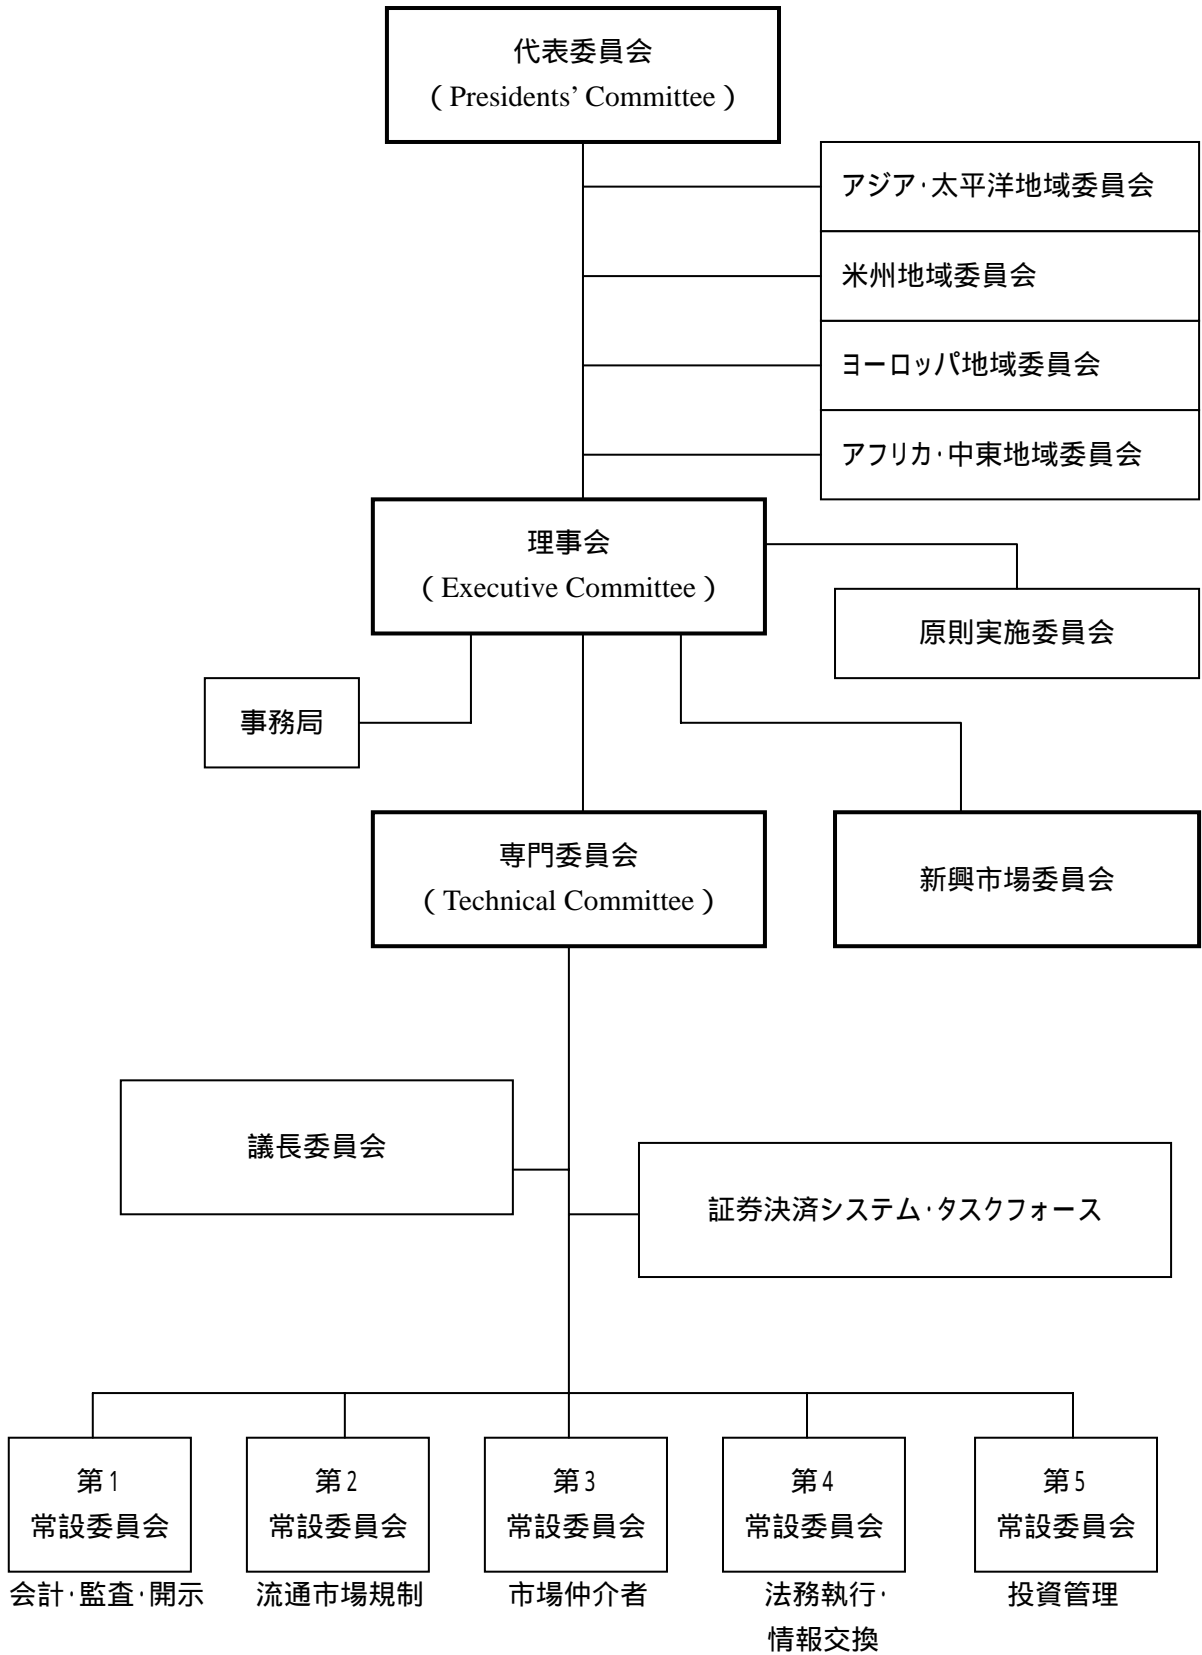 代表委員会
（Presidents’ Committee）
アジア・太平洋地域委員会
米州地域委員会
ヨーロッパ地域委員会
アフリカ・中東地域委員会
理事会
（Executive Committee）
原則実施委員会
事務局
専門委員会
（Technical Committee）
新興市場委員会
議長委員会
証券決済システム・タスクフォース
第1
常設委員会
会計・監査・開示
第2
常設委員会
流通市場規制
第3
常設委員会
市場仲介者
第4
常設委員会
法務執行・
情報交換
第5
常設委員会
投資管理